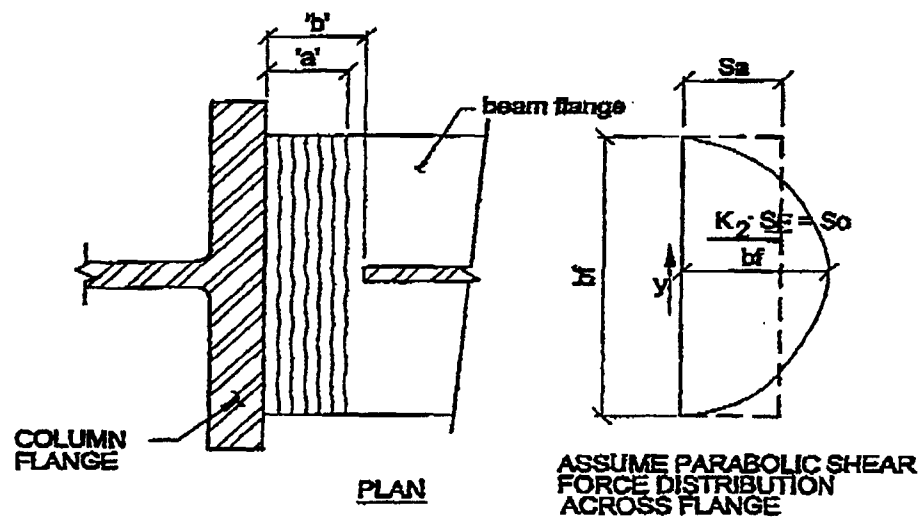 'b'
'a'
Sa
beam flange
K2· SF = So
bf
bf
y
COLUMN
FLANGE
PLAN
ASSUME PARABOLIC SHEAR
FORCE DISTRIBUTION
ACROSS FLANGE